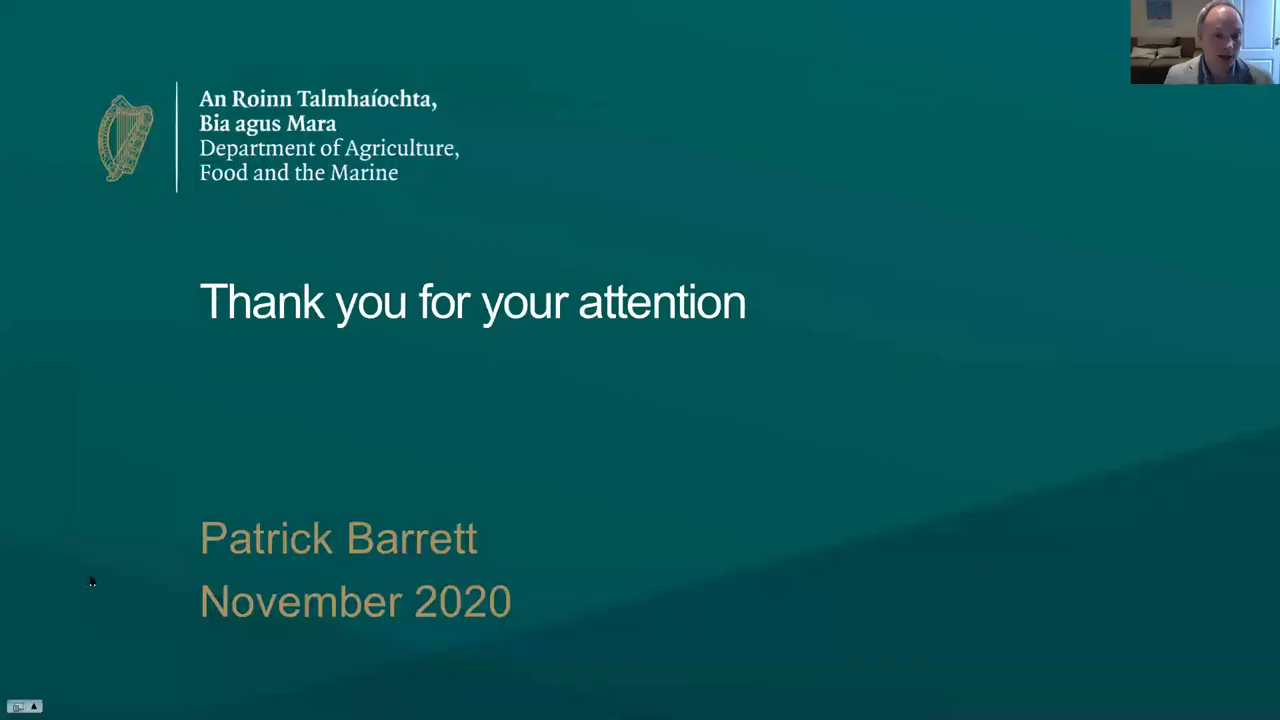 An Roinn Talmhaíochta,
Bia agus Mara
Department of Agriculture,
Food and the Marine
Thank you for your attention
Patrick Barrett
November 2020